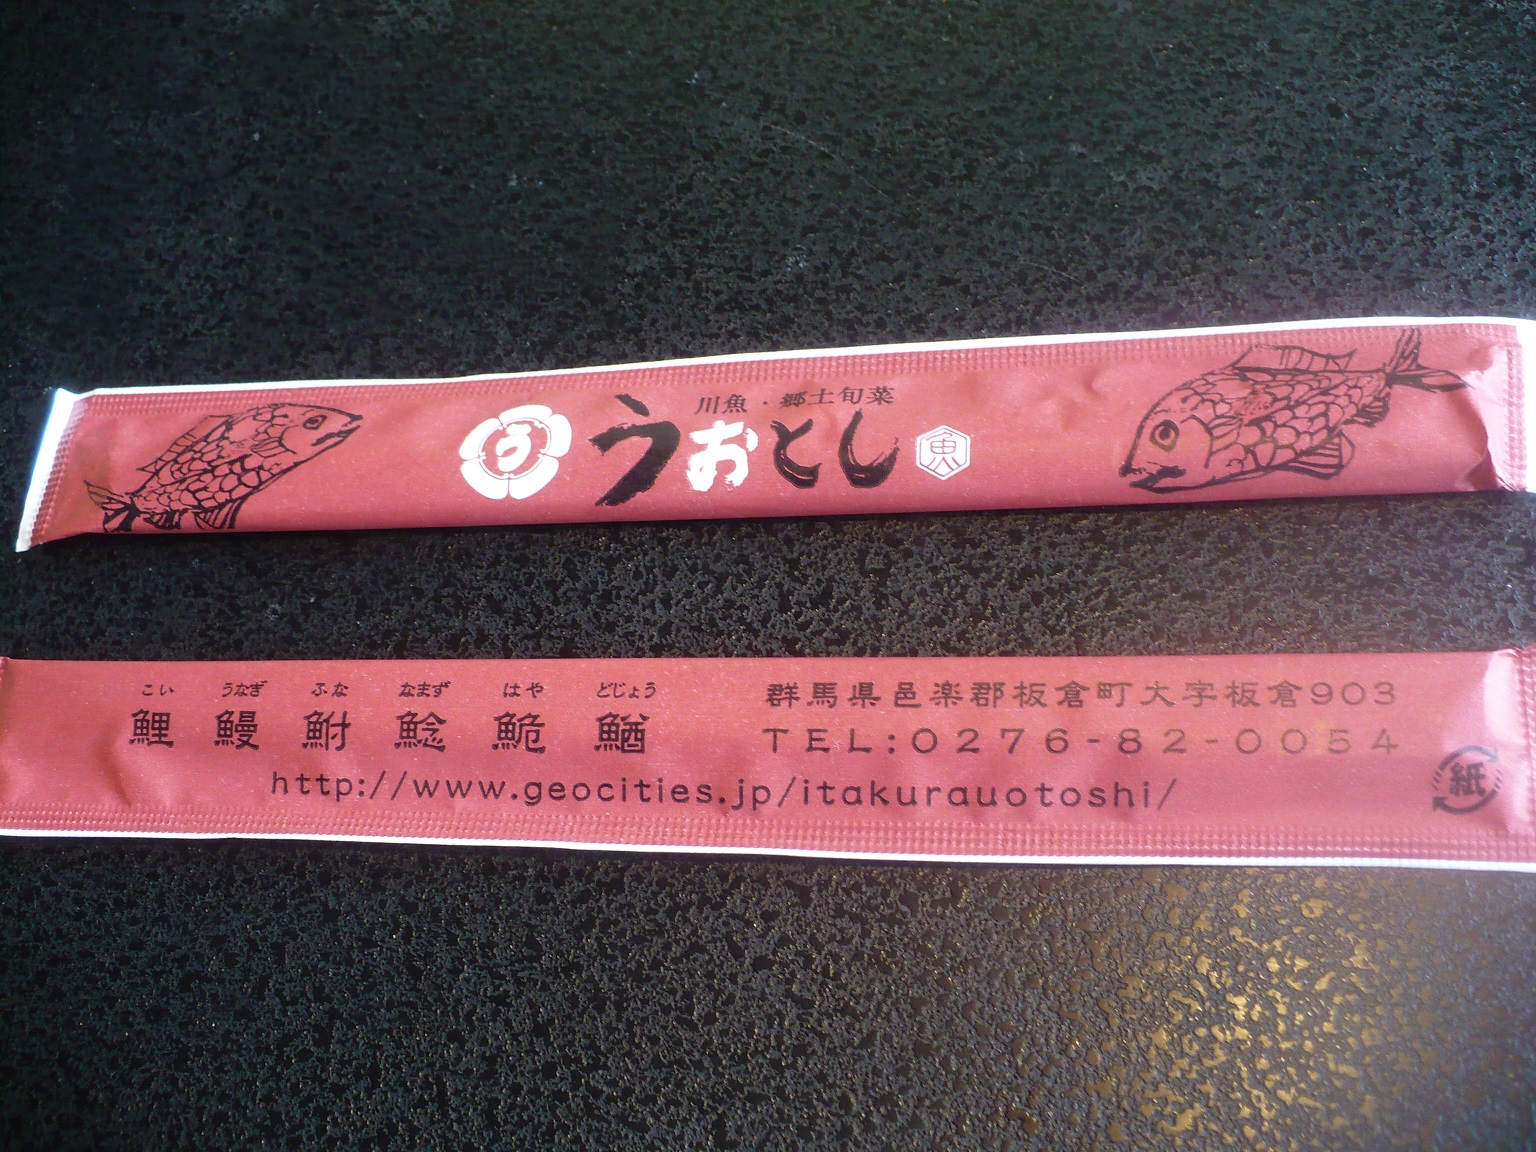 川魚・郷土旬菜
う うおとし 魚
こい うなぎ ふな なまず はや どじょう
鯉 鰻 鮒 鯰 鮠 鰌
群馬県邑楽郡板倉町大字板倉903
TEL:0276-82-0054
http://www.geocities.jp/itakurauotoshi/
紙